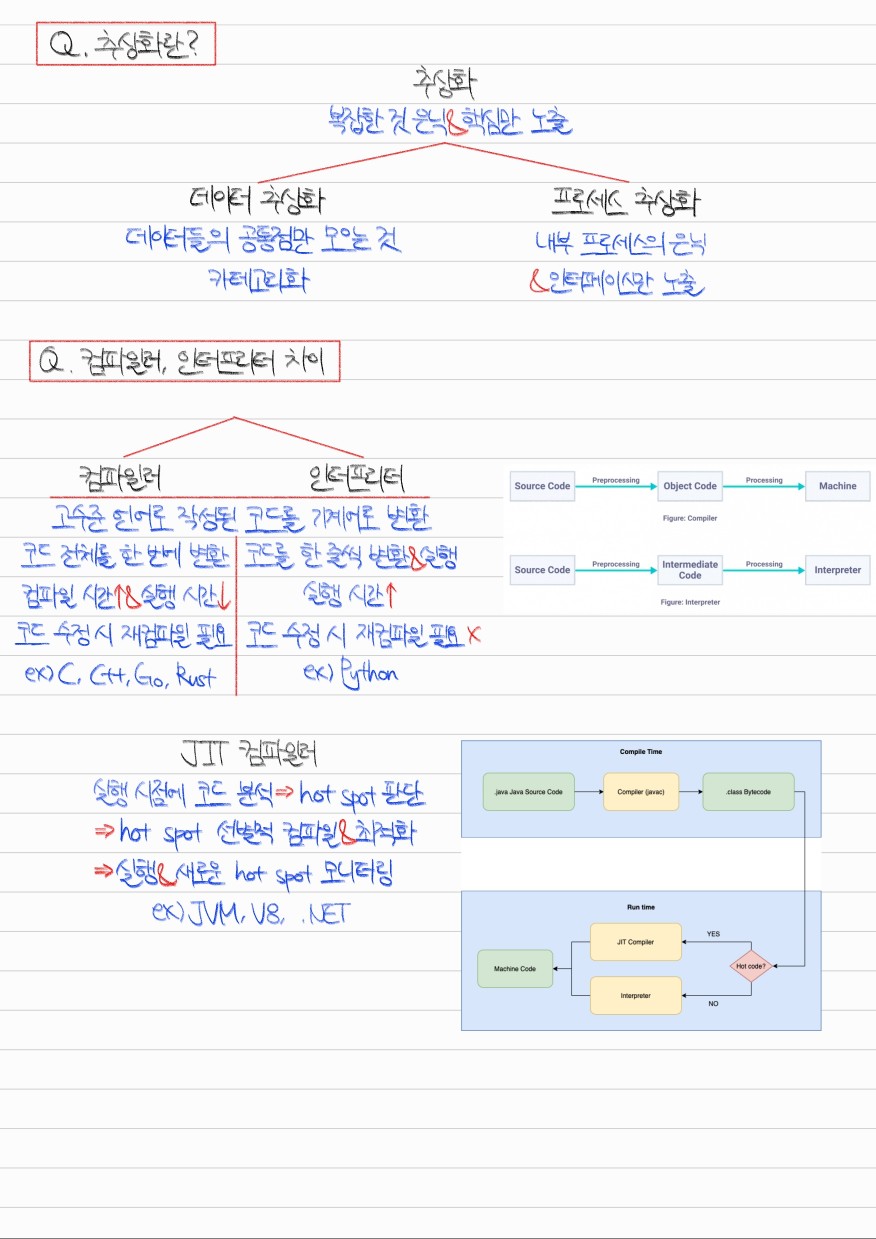 Q. 추상화란?
추상화
복잡한 것 은닉&핵심만 노출
데이터 추상화
데이터들의 공통점만 모으는 것
카테고리화
프로세스 추상화
내부 프로세스의 은닉
&인터페이스만 노출
Q. 컴파일러, 인터프리터 차이
컴파일러 인터프리터
고수준 언어로 작성된 코드를 기계어로 변환
코드 전체를 한 번에 변환
컴파일 시간↑&실행 시간↓
코드 수정 시 재컴파일 필요
ex) C, C++, Go, Rust
코드를 한 줄씩 변환&실행
실행 시간↑
코드 수정 시 재컴파일 필요 X
ex) Python
Source Code Preprocessing Object Code Processing Machine
Figure: Compiler
Source Code Preprocessing Intermediate Code Processing Interpreter
Figure: Interpreter
JIT 컴파일러
실행 시점에 코드 분석⇒hot spot 판단
⇒hot spot 선별적 컴파일&최적화
⇒실행&새로운 hot spot 모니터링
ex) JVM, V8, .NET
Compile Time
.java Java Source Code Compiler (javac) .class Bytecode
Run time
YES
JIT Compiler
Machine Code
Hot code?
Interpreter
NO